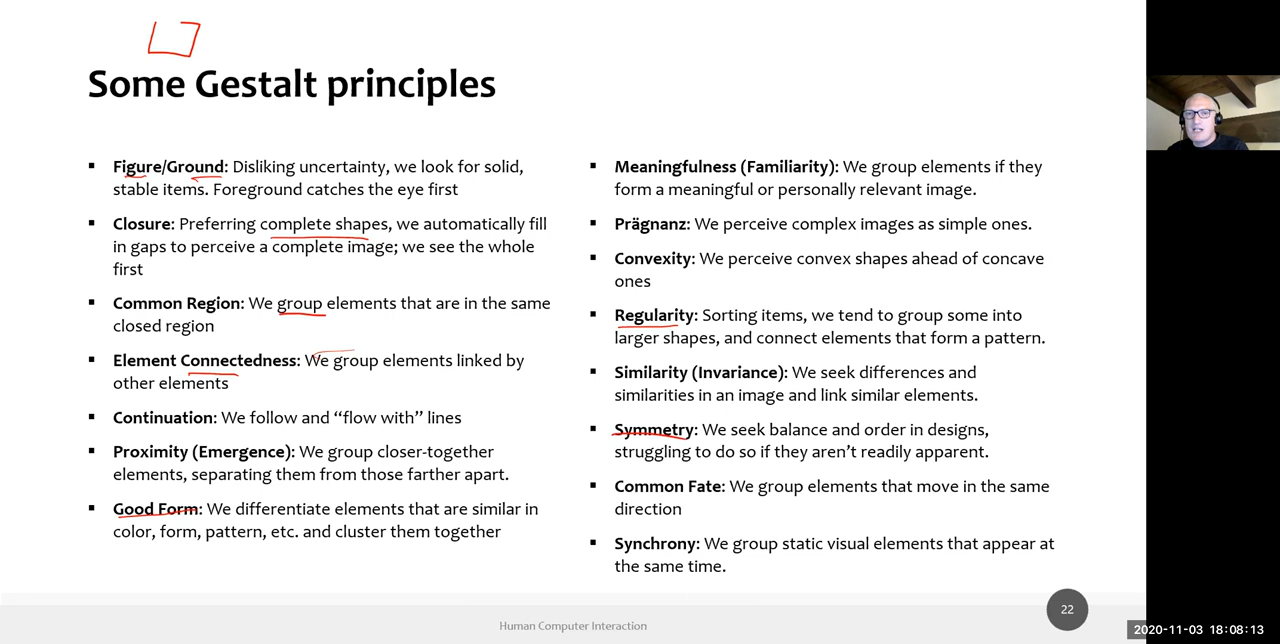 Some Gestalt principles
▪ Figure/Ground: Disliking uncertainty, we look for solid,
stable items. Foreground catches the eye first
▪ Closure: Preferring complete shapes, we automatically fill
in gaps to perceive a complete image; we see the whole
first
▪ Common Region: We group elements that are in the same
closed region
▪ Element Connectedness: We group elements linked by
other elements
▪ Continuation: We follow and “flow with” lines
▪ Proximity (Emergence): We group closer-together
elements, separating them from those farther apart.
▪ Good Form: We differentiate elements that are similar in
color, form, pattern, etc. and cluster them together
▪ Meaningfulness (Familiarity): We group elements if they
form a meaningful or personally relevant image.
▪ Prägnanz: We perceive complex images as simple ones.
▪ Convexity: We perceive convex shapes ahead of concave
ones
▪ Regularity: Sorting items, we tend to group some into
larger shapes, and connect elements that form a pattern.
▪ Similarity (Invariance): We seek differences and
similarities in an image and link similar elements.
▪ Symmetry: We seek balance and order in designs,
struggling to do so if they aren’t readily apparent.
▪ Common Fate: We group elements that move in the same
direction
▪ Synchrony: We group static visual elements that appear at
the same time.
22
Human Computer Interaction
2020-11-03 18:08:13